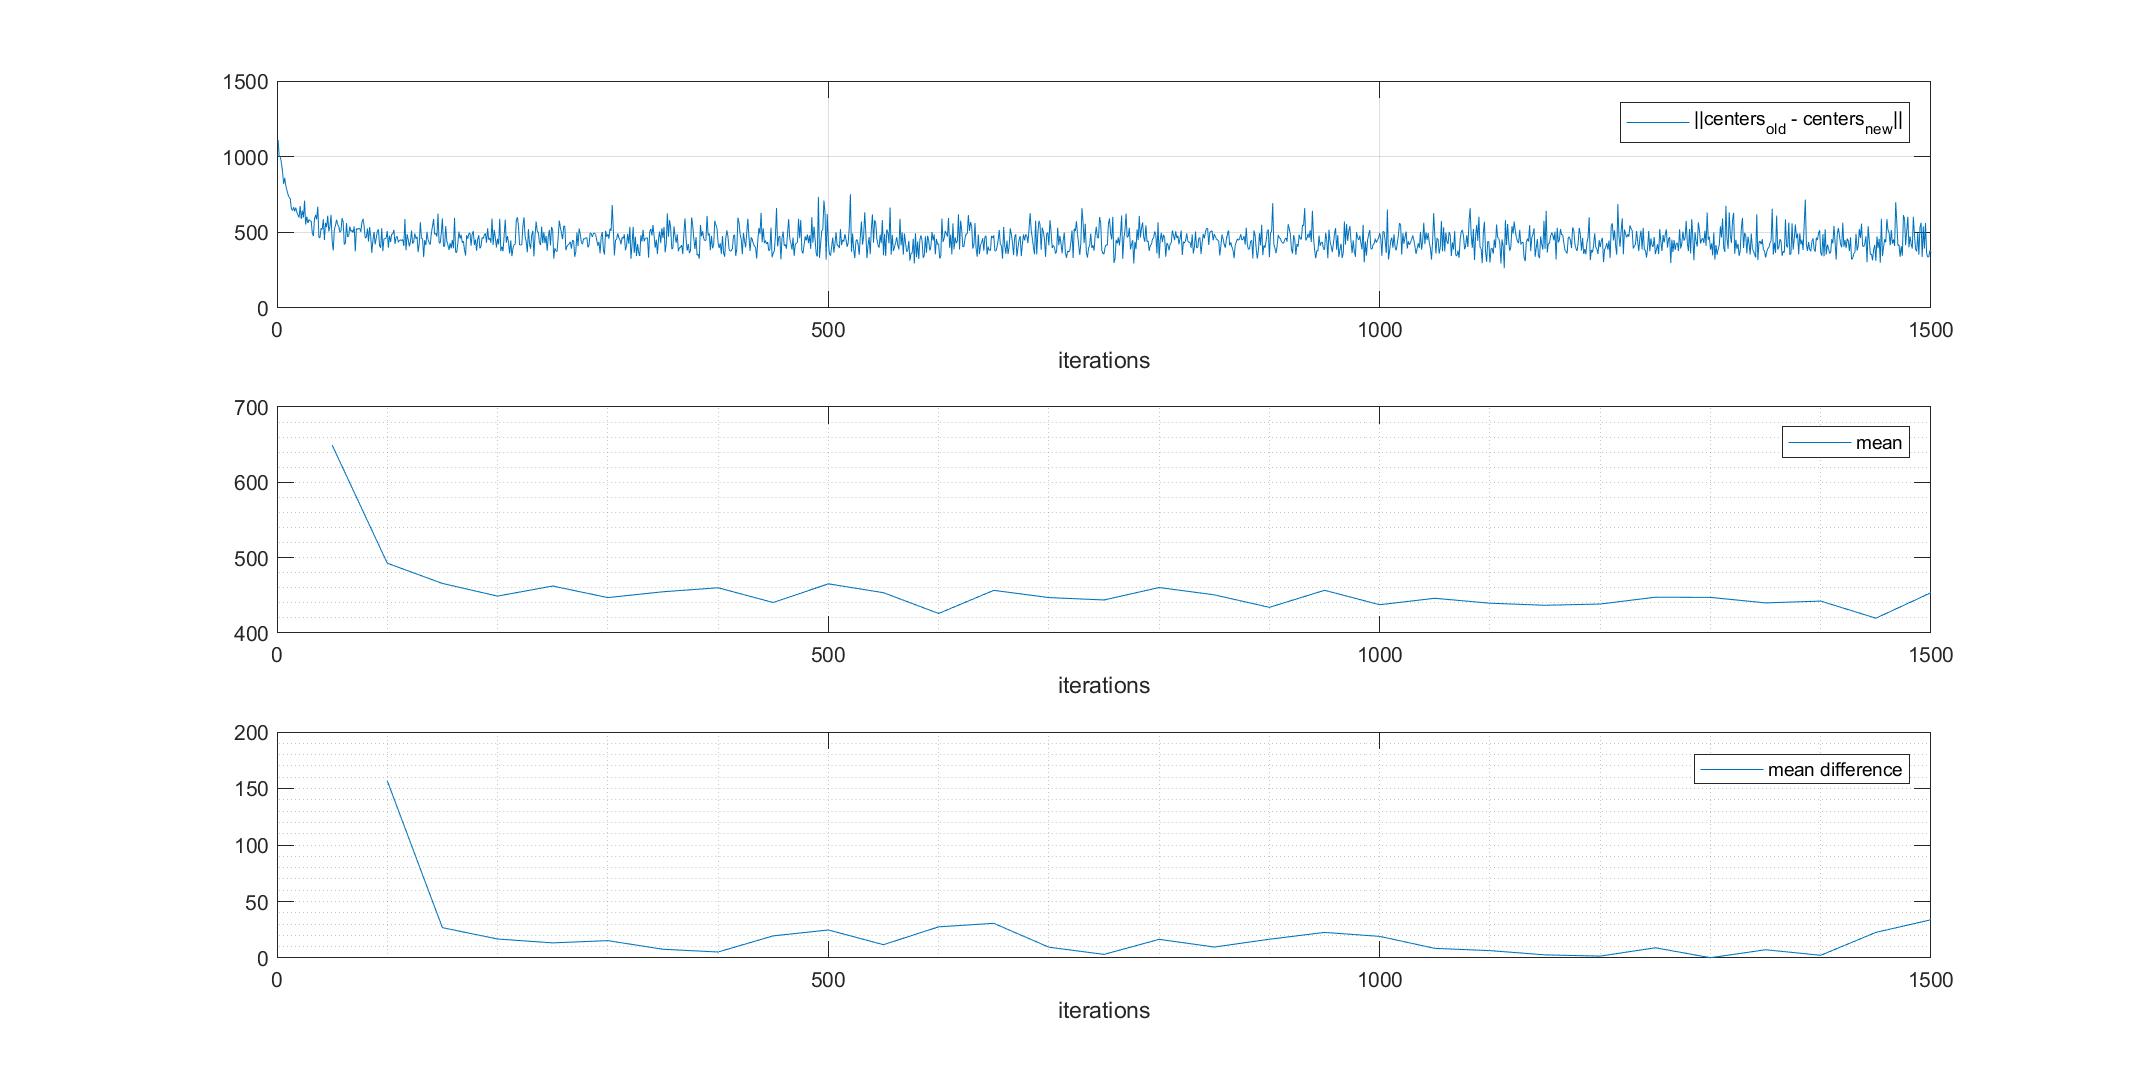 1500
||centers_old - centers_new||
1000
500
0
0 500 1000 1500
iterations
700
mean
600
500
400
0 500 1000 1500
iterations
200
mean difference
150
100
50
0
0 500 1000 1500
iterations